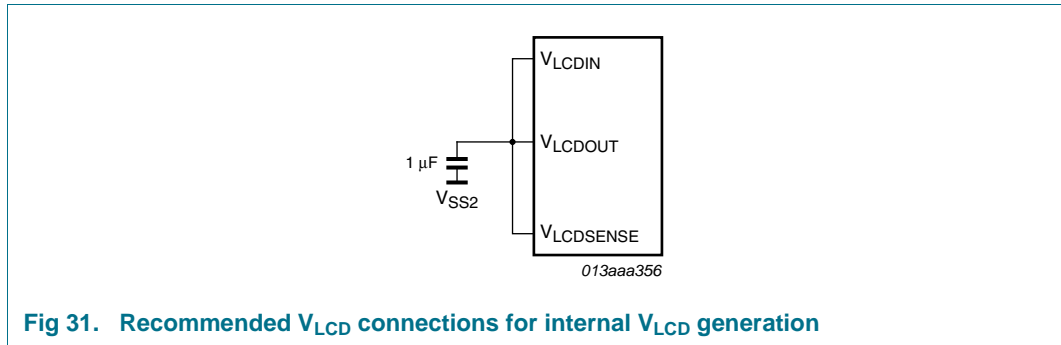 VLCDIN
VLCDOUT
1 μF
VSS2
VLCDSENSE
013aaa356
Fig 31. Recommended VLCD connections for internal VLCD generation